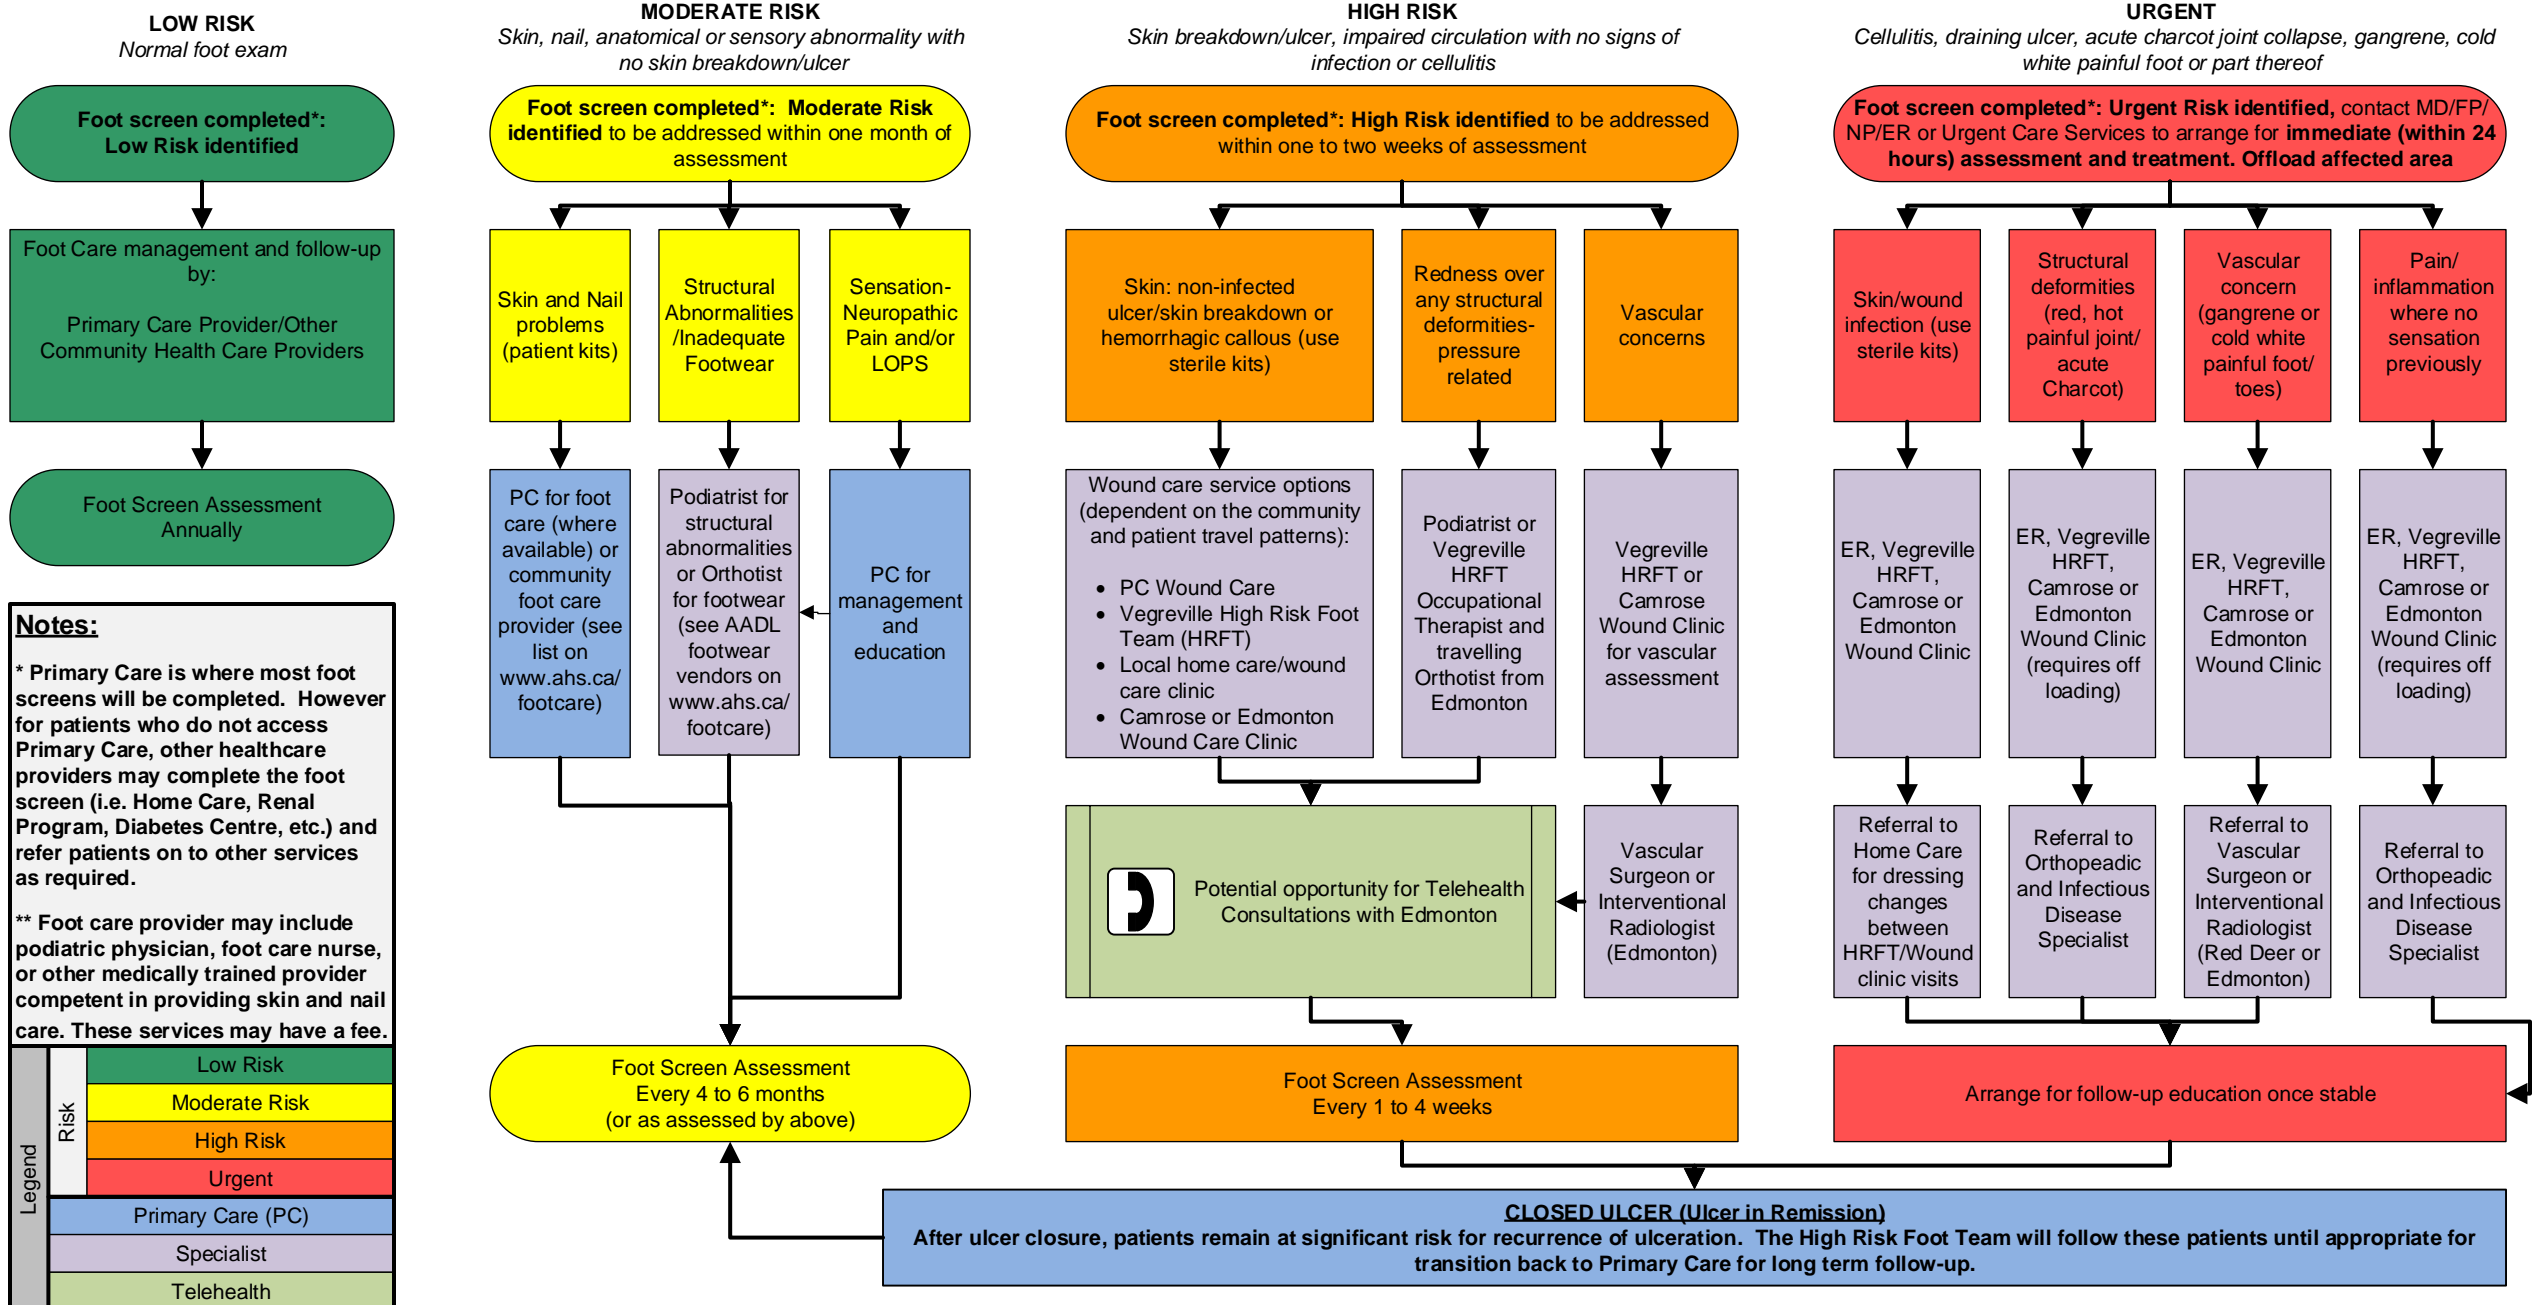 LOW RISK
Normal foot exam
Foot screen completed*:
Low Risk identified
Foot Care management and follow-up
by:
Primary Care Provider/Other
Community Health Care Providers
Foot Screen Assessment
Annually
Notes:
* Primary Care is where most foot
screens will be completed. However
for patients who do not access
Primary Care, other healthcare
providers may complete the foot
screen (i.e. Home Care, Renal
Program, Diabetes Centre, etc.) and
refer patients on to other services
as required.
** Foot care provider may include
podiatric physician, foot care nurse,
or other medically trained provider
competent in providing skin and nail
care. These services may have a fee.
Legend
Risk
Low Risk
Moderate Risk
High Risk
Urgent
Primary Care (PC)
Specialist
Telehealth
MODERATE RISK
Skin, nail, anatomical or sensory abnormality with
no skin breakdown/ulcer
Foot screen completed*: Moderate Risk
identified to be addressed within one month of
assessment
Skin and Nail
problems
(patient kits)
Structural
Abnormalities
/Inadequate
Footwear
Sensation-
Neuropathic
Pain and/or
LOPS
PC for foot
care (where
available) or
community
foot care
provider (see
list on
www.ahs.ca/
footcare)
Podiatrist for
structural
abnormalities
or Orthotist
for footwear
(see AADL
footwear
vendors on
www.ahs.ca/
footcare)
PC for
management
and
education
Foot Screen Assessment
Every 4 to 6 months
(or as assessed by above)
HIGH RISK
Skin breakdown/ulcer, impaired circulation with no signs of
infection or cellulitis
Foot screen completed*: High Risk identified to be addressed
within one to two weeks of assessment
Skin: non-infected
ulcer/skin breakdown or
hemorrhagic callous (use
sterile kits)
Redness over
any structural
deformities-
pressure
related
Vascular
concerns
Wound care service options
(dependent on the community
and patient travel patterns):
• PC Wound Care
• Vegreville High Risk Foot
Team (HRFT)
• Local home care/wound
care clinic
• Camrose or Edmonton
Wound Care Clinic
Podiatrist or
Vegreville
HRFT
Occupational
Therapist and
travelling
Orthotist from
Edmonton
Vegreville
HRFT or
Camrose
Wound Clinic
for vascular
assessment
Potential opportunity for Telehealth
Consultations with Edmonton
Vascular
Surgeon or
Interventional
Radiologist
(Edmonton)
Foot Screen Assessment
Every 1 to 4 weeks
URGENT
Cellulitis, draining ulcer, acute charcot joint collapse, gangrene, cold
white painful foot or part thereof
Foot screen completed*: Urgent Risk identified, contact MD/FP/
NP/ER or Urgent Care Services to arrange for immediate (within 24
hours) assessment and treatment. Offload affected area
Skin/wound
infection (use
sterile kits)
Structural
deformities
(red, hot
painful joint/
acute
Charcot)
Vascular
concern
(gangrene or
cold white
painful foot/
toes)
Pain/
inflammation
where no
sensation
previously
ER, Vegreville
HRFT,
Camrose or
Edmonton
Wound Clinic
ER, Vegreville
HRFT,
Camrose or
Edmonton
Wound Clinic
(requires off
loading)
ER, Vegreville
HRFT,
Camrose or
Edmonton
Wound Clinic
ER, Vegreville
HRFT,
Camrose or
Edmonton
Wound Clinic
(requires off
loading)
Referral to
Home Care
for dressing
changes
between
HRFT/Wound
clinic visits
Referral to
Orthopeadic
and Infectious
Disease
Specialist
Referral to
Vascular
Surgeon or
Interventional
Radiologist
(Red Deer or
Edmonton)
Referral to
Orthopeadic
and Infectious
Disease
Specialist
Arrange for follow-up education once stable
CLOSED ULCER (Ulcer in Remission)
After ulcer closure, patients remain at significant risk for recurrence of ulceration. The High Risk Foot Team will follow these patients until appropriate for
transition back to Primary Care for long term follow-up.